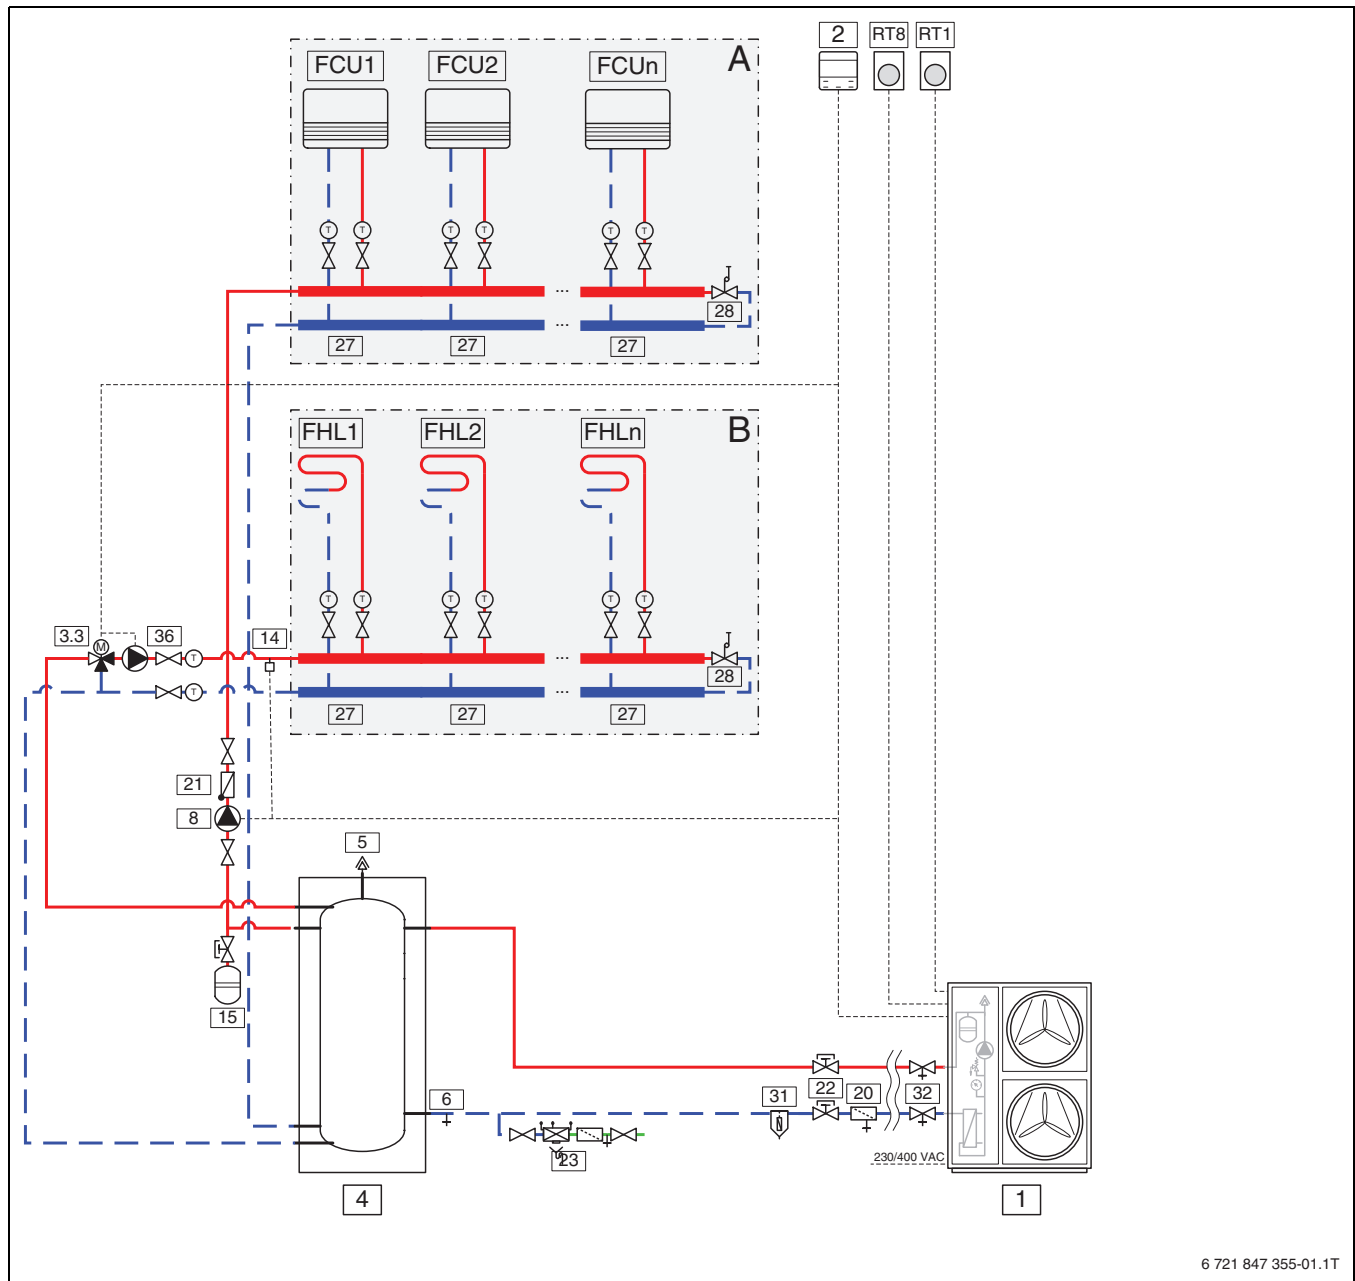 2 RT8 RT1
FCU1 FCU2 FCUn A
T T T T T T
... 28
...
27 27 27
FHL1 FHL2 FHLn B
T T T T T T
3.3 M 36 14
T ...
28
T ...
27 27 27
21
8
5
15
22
6 31 20 32
23
230/400 VAC
4 1
6 721 847 355-01.1T